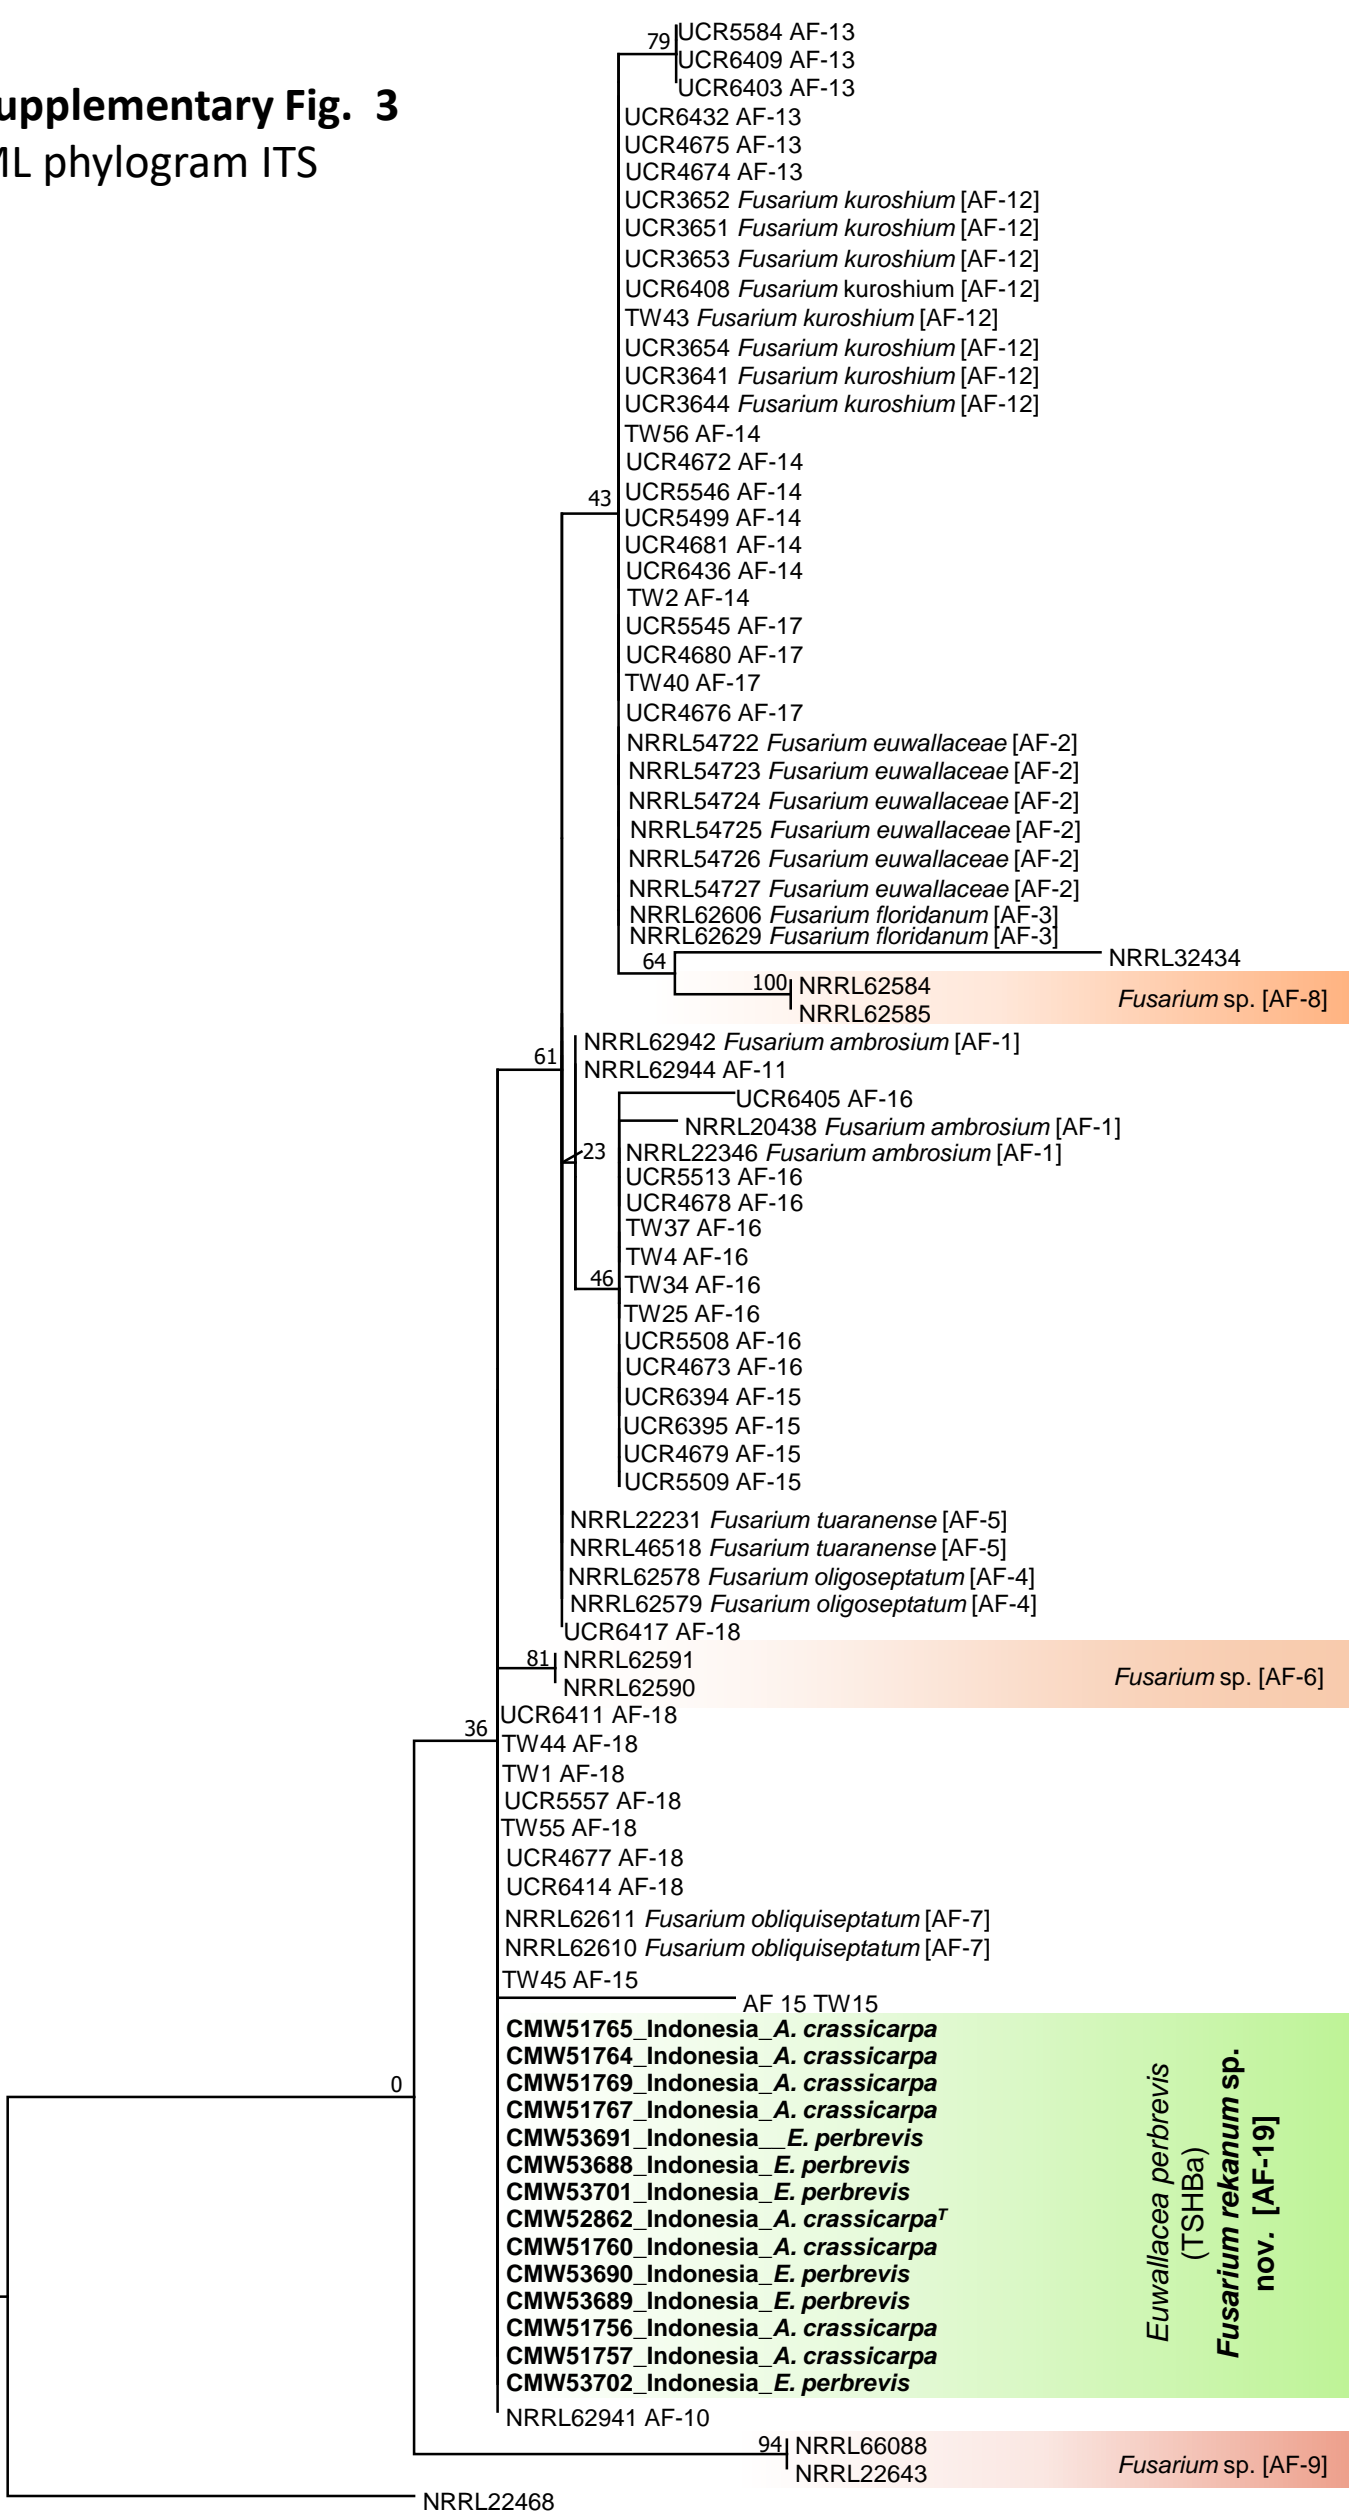 79
UCR5584 AF-13
UCR6409 AF-13
UCR6403 AF-13
upplementary Fig. 3
ML phylogram ITS
UCR6432 AF-13
UCR4675 AF-13
UCR4674 AF-13
UCR3652 Fusarium kuroshium [AF-12]
UCR3651 Fusarium kuroshium [AF-12]
UCR3653 Fusarium kuroshium [AF-12]
UCR6408 Fusarium kuroshium [AF-12]
TW43 Fusarium kuroshium [AF-12]
UCR3654 Fusarium kuroshium [AF-12]
UCR3641 Fusarium kuroshium [AF-12]
UCR3644 Fusarium kuroshium [AF-12]
TW56 AF-14
UCR4672 AF-14
43
UCR5546 AF-14
UCR5499 AF-14
UCR4681 AF-14
UCR6436 AF-14
TW2 AF-14
UCR5545 AF-17
UCR4680 AF-17
TW40 AF-17
UCR4676 AF-17
NRRL54722 Fusarium euwallaceae [AF-2]
NRRL54723 Fusarium euwallaceae [AF-2]
NRRL54724 Fusarium euwallaceae [AF-2]
NRRL54725 Fusarium euwallaceae [AF-2]
NRRL54726 Fusarium euwallaceae [AF-2]
NRRL54727 Fusarium euwallaceae [AF-2]
NRRL62606 Fusarium floridanum [AF-3]
NRRL62629 Fusarium floridanum [AF-3]
64
NRRL32434
100
NRRL62584
NRRL62585
Fusarium sp. [AF-8]
NRRL62942 Fusarium ambrosium [AF-1]
61
NRRL62944 AF-11
UCR6405 AF-16
NRRL20438 Fusarium ambrosium [AF-1]
23
NRRL22346 Fusarium ambrosium [AF-1]
UCR5513 AF-16
UCR4678 AF-16
TW37 AF-16
TW4 AF-16
46
TW34 AF-16
TW25 AF-16
UCR5508 AF-16
UCR4673 AF-16
UCR6394 AF-15
UCR6395 AF-15
UCR4679 AF-15
UCR5509 AF-15
NRRL22231 Fusarium tuaranense [AF-5]
NRRL46518 Fusarium tuaranense [AF-5]
NRRL62578 Fusarium oligoseptatum [AF-4]
NRRL62579 Fusarium oligoseptatum [AF-4]
UCR6417 AF-18
81
NRRL62591
NRRL62590
Fusarium sp. [AF-6]
UCR6411 AF-18
36
TW44 AF-18
TW1 AF-18
UCR5557 AF-18
TW55 AF-18
UCR4677 AF-18
UCR6414 AF-18
NRRL62611 Fusarium obliquiseptatum [AF-7]
NRRL62610 Fusarium obliquiseptatum [AF-7]
TW45 AF-15
AF 15 TW15
CMW51765_Indonesia_A. crassicarpa
CMW51764_Indonesia_A. crassicarpa
CMW51769_Indonesia_A. crassicarpa
0
CMW51767_Indonesia_A. crassicarpa
CMW53691_Indonesia__E. perbrevis
CMW53688_Indonesia_E. perbrevis
CMW53701_Indonesia_E. perbrevis
CMW52862_Indonesia_A. crassicarpaT
CMW51760_Indonesia_A. crassicarpa
CMW53690_Indonesia_E. perbrevis
CMW53689_Indonesia_E. perbrevis
CMW51756_Indonesia_A. crassicarpa
CMW51757_Indonesia_A. crassicarpa
CMW53702_Indonesia_E. perbrevis
Euwallacea perbrevis
(TSHBa)
Fusarium rekanum sp.
nov. [AF-19]
NRRL62941 AF-10
94
NRRL66088
NRRL22643
Fusarium sp. [AF-9]
NRRL22468